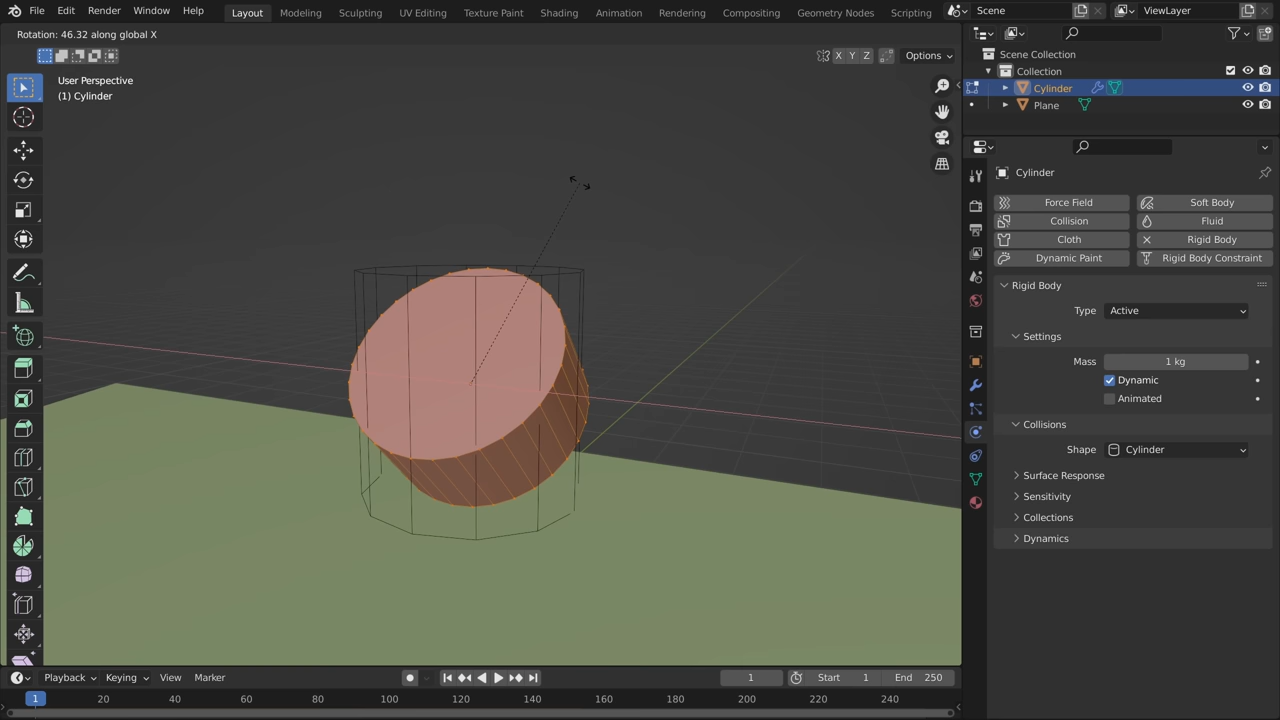 File Edit Render Window Help Layout Modeling Sculpting UV Editing Texture Paint Shading Animation Rendering Compositing Geometry Nodes Scripting Scene ViewLayer
Rotation: 46.32 along global X
X Y Z Options
User Perspective
(1) Cylinder
Scene Collection
Collection
Cylinder
Plane
Cylinder
Force Field Soft Body
Collision Fluid
Cloth Rigid Body
Dynamic Paint Rigid Body Constraint
Rigid Body
Type Active
Settings
Mass 1 kg
Dynamic
Animated
Collisions
Shape Cylinder
Surface Response
Sensitivity
Collections
Dynamics
Playback Keying View Marker 1 Start 1 End 250
1 20 40 60 80 100 120 140 160 180 200 220 240